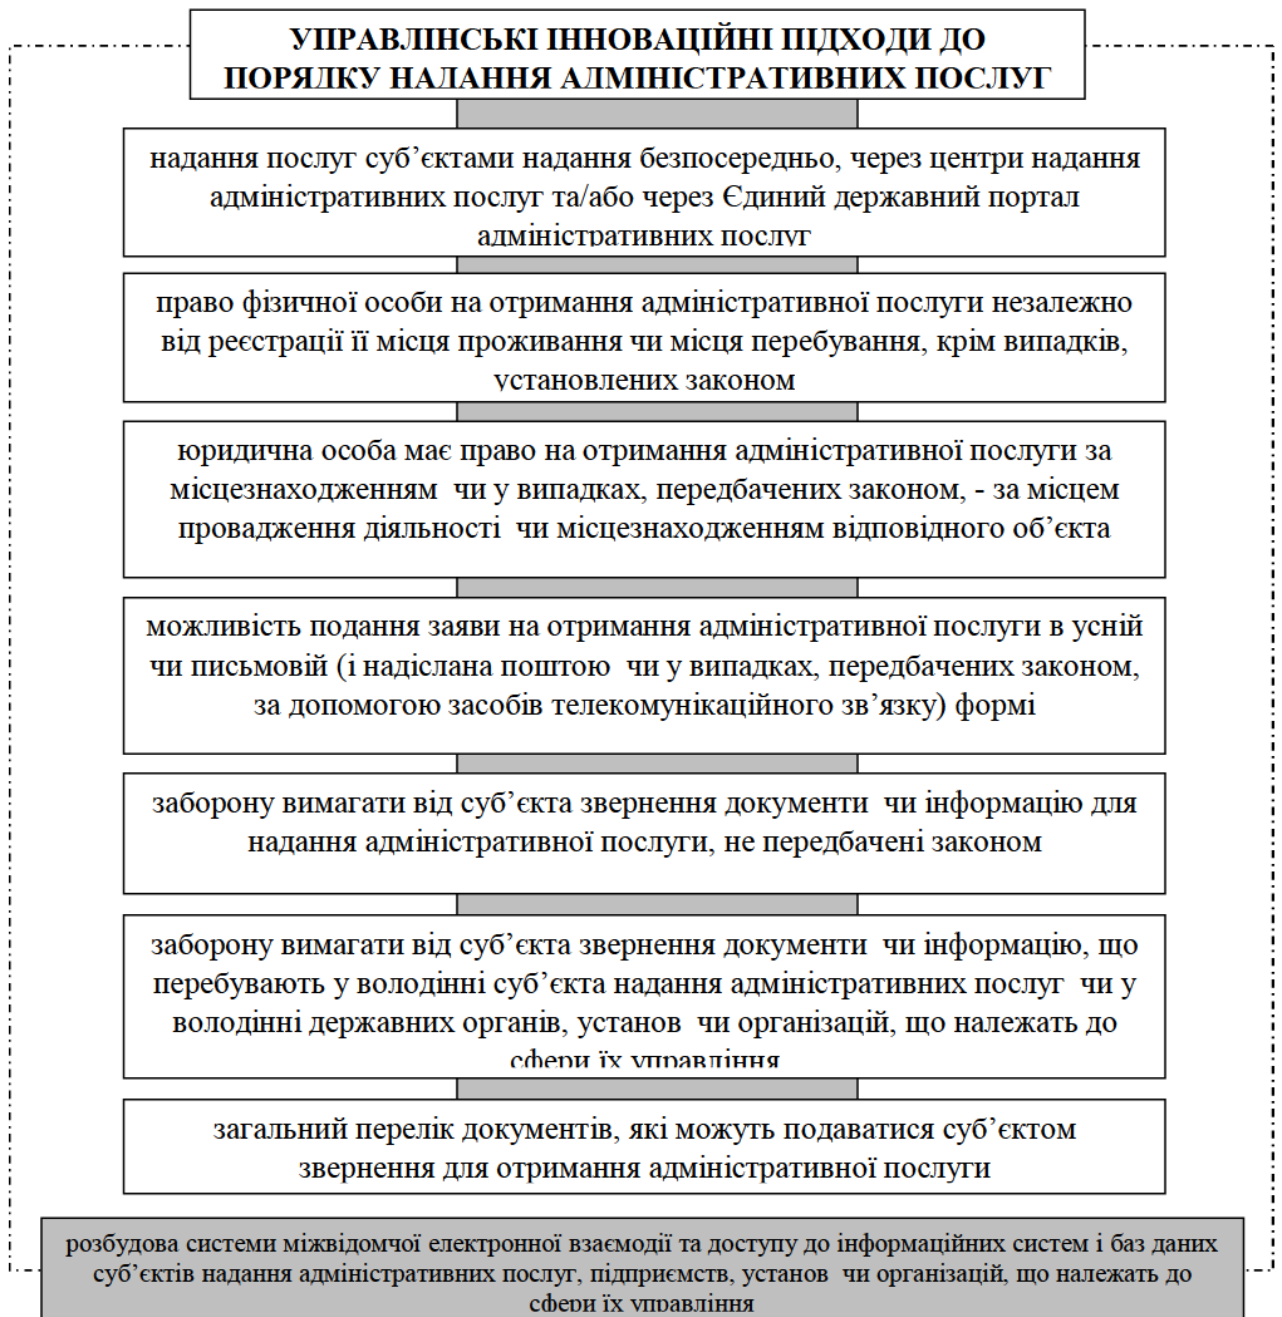 УПРАВЛІНСЬКІ ІННОВАЦІЙНІ ПІДХОДИ ДО
ПОРЯДКУ НАДАННЯ АДМІНІСТРАТИВНИХ ПОСЛУГ
надання послуг суб’єктами надання безпосередньо, через центри надання
адміністративних послуг та/або через Єдиний державний портал
адміністративних послуг
право фізичної особи на отримання адміністративної послуги незалежно
від реєстрації її місця проживання чи місця перебування, крім випадків,
установлених законом
юридична особа має право на отримання адміністративної послуги за
місцезнаходженням чи у випадках, передбачених законом, - за місцем
провадження діяльності чи місцезнаходженням відповідного об’єкта
можливість подання заяви на отримання адміністративної послуги в усній
чи письмовій (і надіслана поштою чи у випадках, передбачених законом,
за допомогою засобів телекомунікаційного зв’язку) формі
заборону вимагати від суб’єкта звернення документи чи інформацію для
надання адміністративної послуги, не передбачені законом
заборону вимагати від суб’єкта звернення документи чи інформацію, що
перебувають у володінні суб’єкта надання адміністративних послуг чи у
володінні державних органів, установ чи організацій, що належать до
сфери їх управління
загальний перелік документів, які можуть подаватися суб’єктом
звернення для отримання адміністративної послуги
розбудова системи міжвідомчої електронної взаємодії та доступу до інформаційних систем і баз даних
суб’єктів надання адміністративних послуг, підприємств, установ чи організацій, що належать до
сфери їх управління